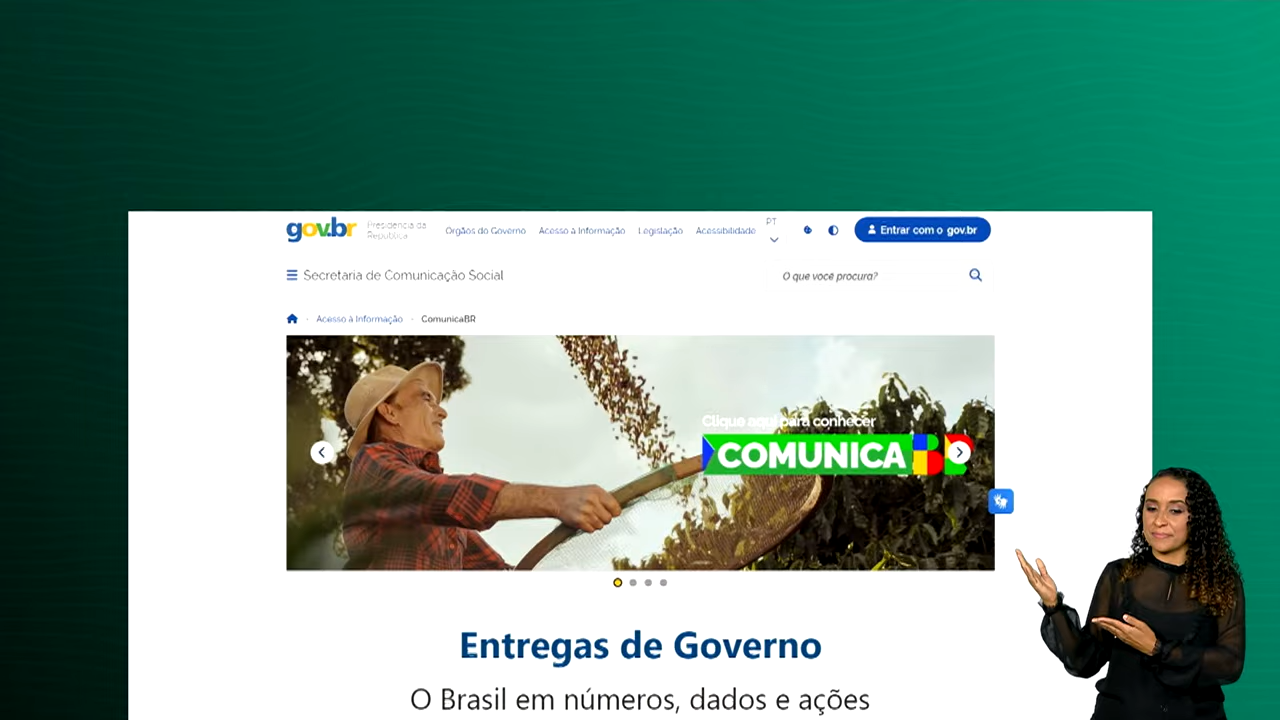 gov.br
Presidência da
República
Órgãos do Governo
Acesso à Informação
Legislação
Acessibilidade
PT
Entrar com o gov.br
Secretaria de Comunicação Social
O que você procura?
Acesso à Informação
ComunicaBR
Clique aqui para conhecer
COMUNICA BR
Entregas de Governo
O Brasil em números, dados e ações